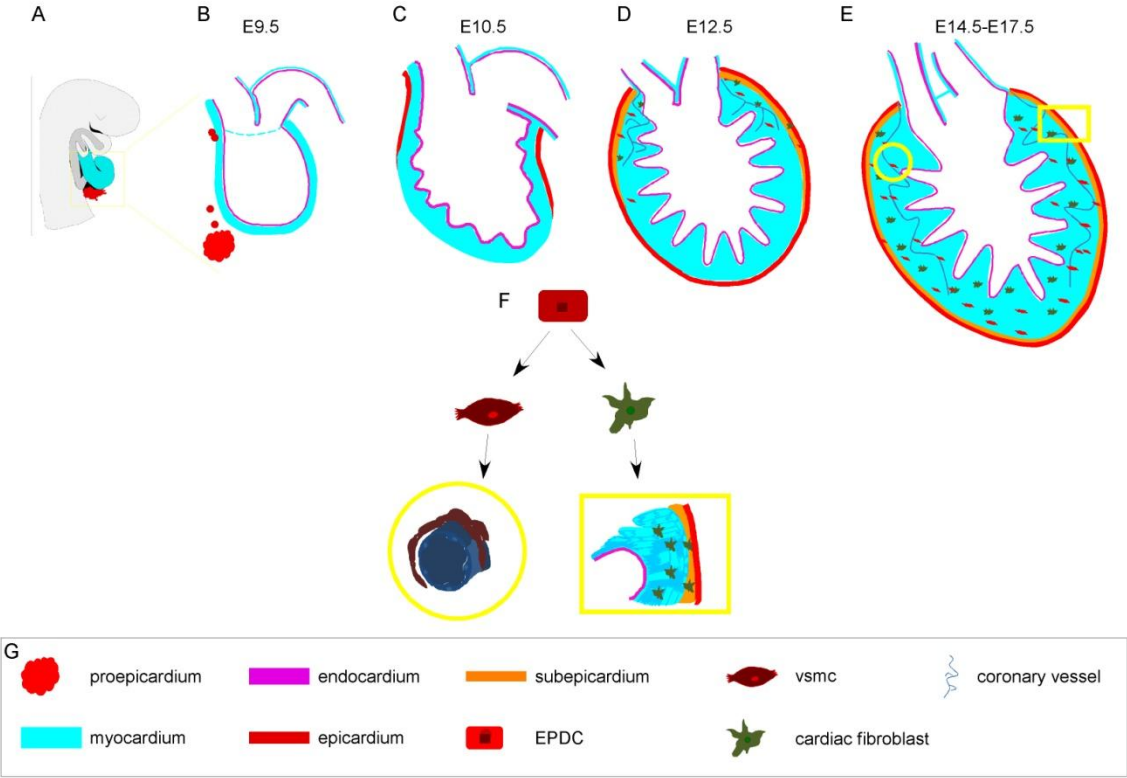 A
B
E9.5
C
E10.5
D
E12.5
E
E14.5-E17.5
F
G
proepicardium
endocardium
subepicardium
vsmc
coronary vessel
myocardium
epicardium
EPDC
cardiac fibroblast